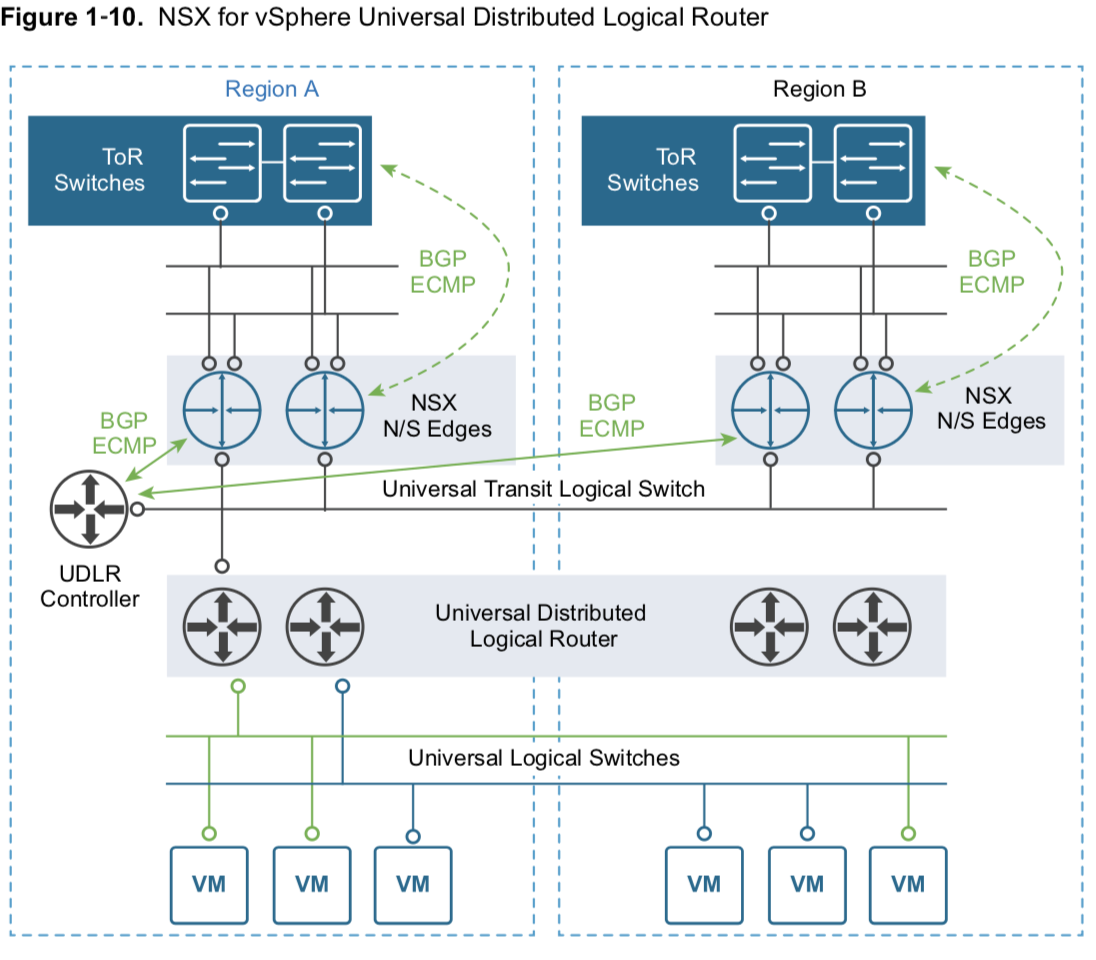 Figure 1-10. NSX for vSphere Universal Distributed Logical Router
Region A
Region B
ToR
Switches
ToR
Switches
BGP
ECMP
BGP
ECMP
NSX
N/S Edges
NSX
N/S Edges
BGP
ECMP
BGP
ECMP
Universal Transit Logical Switch
UDLR
Controller
Universal Distributed
Logical Router
Universal Logical Switches
VM
VM
VM
VM
VM
VM